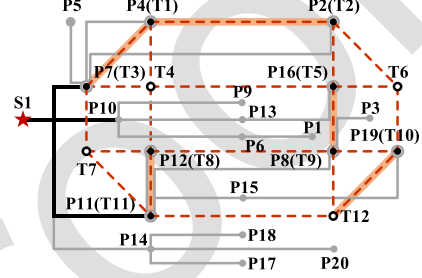 P5 P4(T1) P2(T2)
P7(T3) T4 P16(T5) T6
S1 P10 P9 P13 P3
P6 P1 P19(T10)
T7 P12(T8) P8(T9)
P15
P11(T11) T12
P14 P18
P17 P20